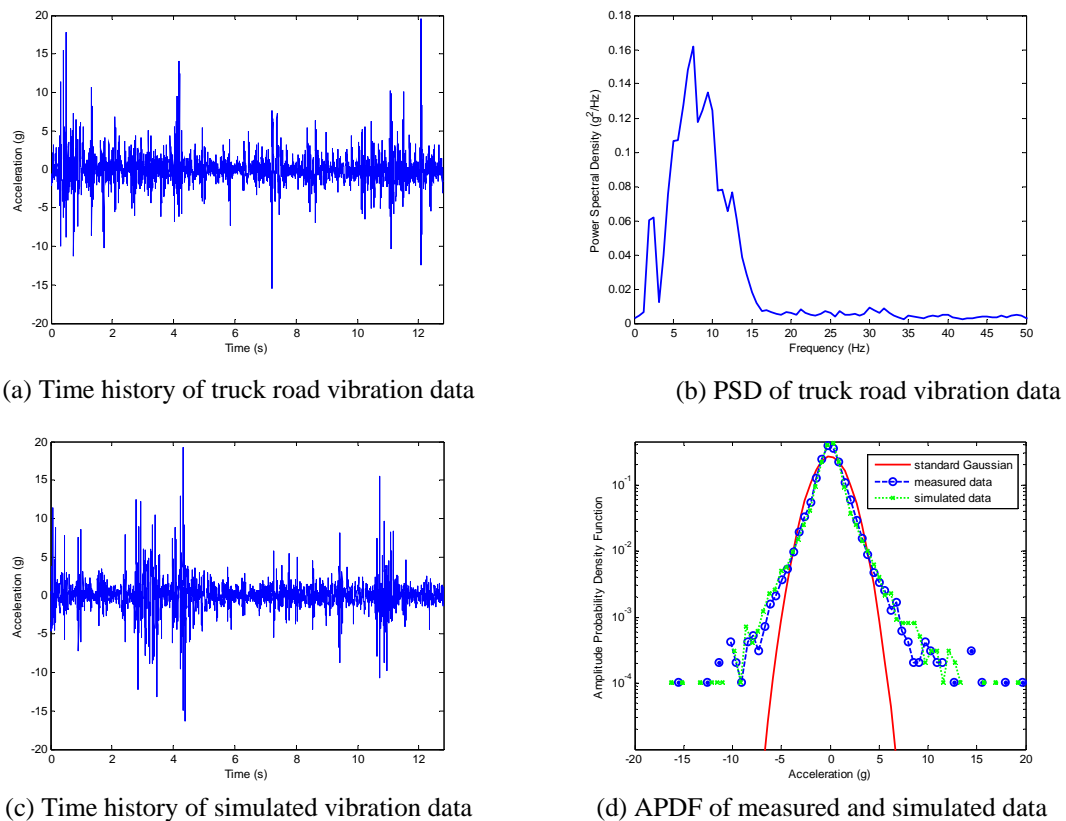 20
15
10
5
0
-5
-10
-15
-20
Acceleration (g)
0 2 4 6 8 10 12
Time (s)
(a) Time history of truck road vibration data
0.18
0.16
0.14
0.12
0.10
0.08
0.06
0.04
0.02
0
Power Spectral Density (g²/Hz)
0 5 10 15 20 25 30 35 40 45 50
Frequency (Hz)
(b) PSD of truck road vibration data
20
15
10
5
0
-5
-10
-15
-20
Acceleration (g)
0 2 4 6 8 10 12
Time (s)
(c) Time history of simulated vibration data
10⁻¹
10⁻²
10⁻³
10⁻⁴
Amplitude Probability Density Function
standard Gaussian
measured data
simulated data
-20 -15 -10 -5 0 5 10 15 20
Acceleration (g)
(d) APDF of measured and simulated data